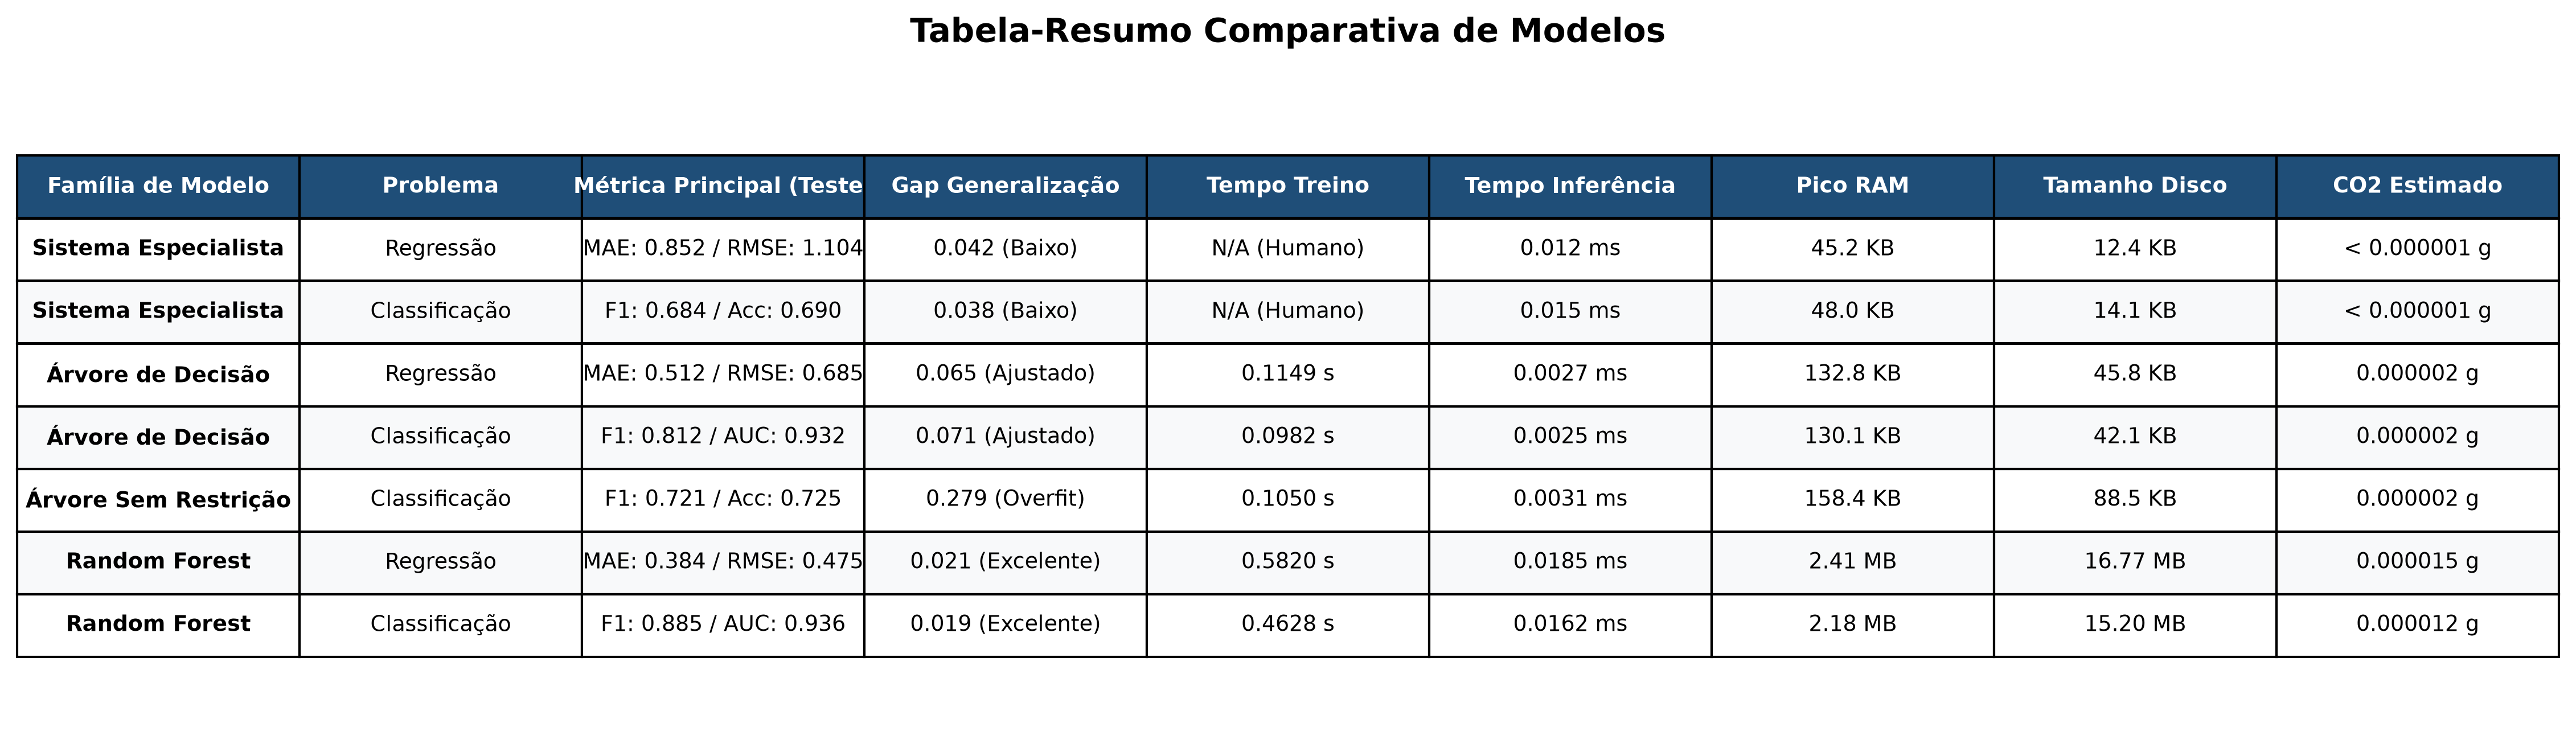 Tabela-Resumo Comparativa de Modelos
Família de Modelo Problema Métrica Principal (Teste Gap Generalização Tempo Treino Tempo Inferência Pico RAM Tamanho Disco CO2 Estimado
Sistema Especialista Regressão MAE: 0.852 / RMSE: 1.104 0.042 (Baixo) N/A (Humano) 0.012 ms 45.2 KB 12.4 KB < 0.000001 g
Sistema Especialista Classificação F1: 0.684 / Acc: 0.690 0.038 (Baixo) N/A (Humano) 0.015 ms 48.0 KB 14.1 KB < 0.000001 g
Árvore de Decisão Regressão MAE: 0.512 / RMSE: 0.685 0.065 (Ajustado) 0.1149 s 0.0027 ms 132.8 KB 45.8 KB 0.000002 g
Árvore de Decisão Classificação F1: 0.812 / AUC: 0.932 0.071 (Ajustado) 0.0982 s 0.0025 ms 130.1 KB 42.1 KB 0.000002 g
Árvore Sem Restrição Classificação F1: 0.721 / Acc: 0.725 0.279 (Overfit) 0.1050 s 0.0031 ms 158.4 KB 88.5 KB 0.000002 g
Random Forest Regressão MAE: 0.384 / RMSE: 0.475 0.021 (Excelente) 0.5820 s 0.0185 ms 2.41 MB 16.77 MB 0.000015 g
Random Forest Classificação F1: 0.885 / AUC: 0.936 0.019 (Excelente) 0.4628 s 0.0162 ms 2.18 MB 15.20 MB 0.000012 g